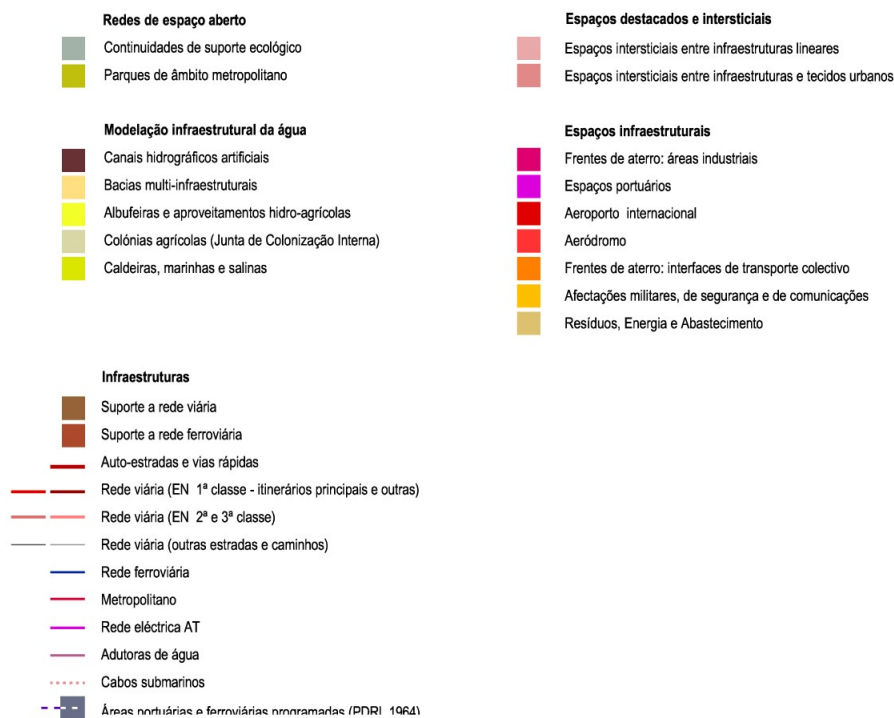 Redes de espaço aberto
Continuidades de suporte ecológico
Parques de âmbito metropolitano
Modelação infraestrutural da água
Canais hidrográficos artificiais
Bacias multi-infraestruturais
Albufeiras e aproveitamentos hidro-agrícolas
Colónias agrícolas (Junta de Colonização Interna)
Caldeiras, marinhas e salinas
Espaços destacados e intersticiais
Espaços intersticiais entre infraestruturas lineares
Espaços intersticiais entre infraestruturas e tecidos urbanos
Espaços infraestruturais
Frentes de aterro: áreas industriais
Espaços portuários
Aeroporto internacional
Aeródromo
Frentes de aterro: interfaces de transporte colectivo
Afectações militares, de segurança e de comunicações
Resíduos, Energia e Abastecimento
Infraestruturas
Suporte a rede viária
Suporte a rede ferroviária
Auto-estradas e vias rápidas
Rede viária (EN 1ª classe - itinerários principais e outras)
Rede viária (EN 2ª e 3ª classe)
Rede viária (outras estradas e caminhos)
Rede ferroviária
Metropolitano
Rede eléctrica AT
Adutoras de água
Cabos submarinos
Áreas portuárias e ferroviárias programadas (PDRL 1964)